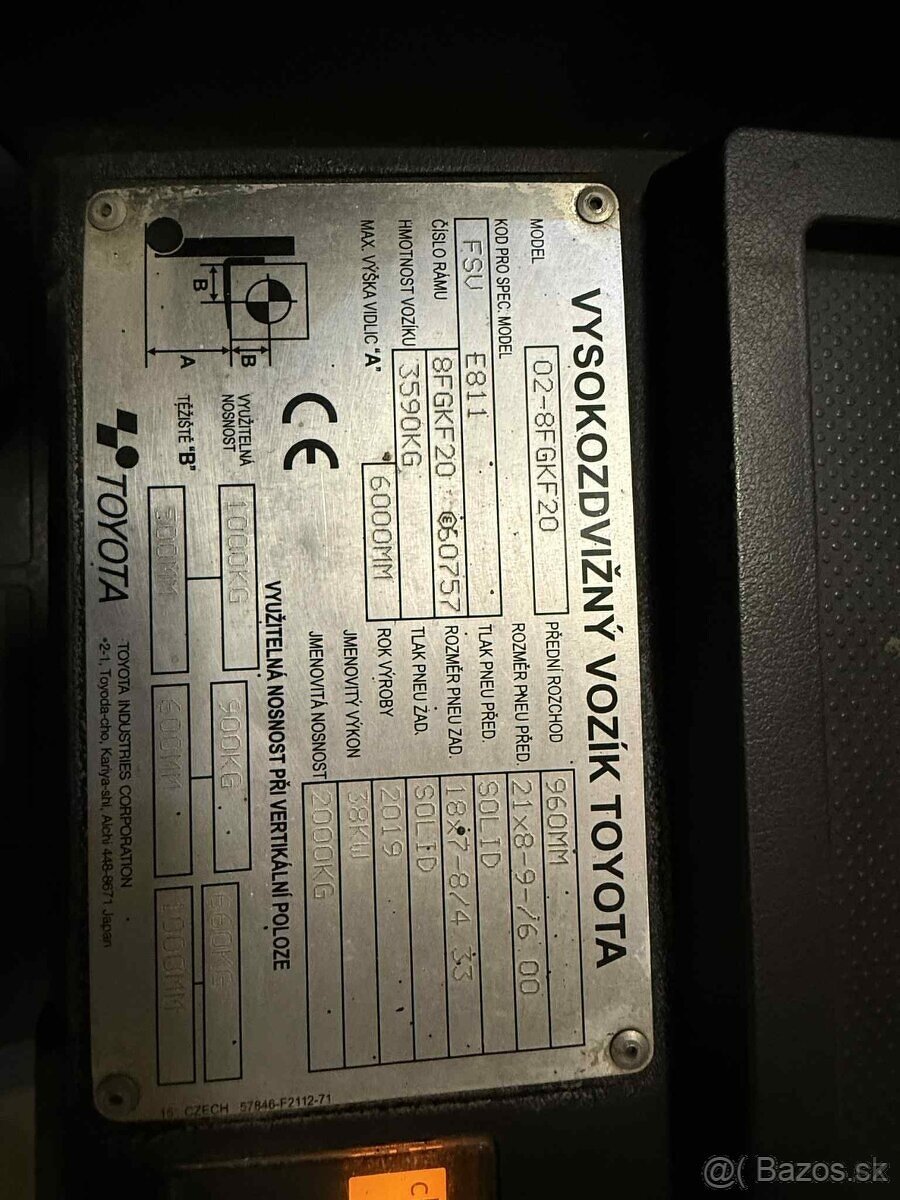 VYSOKOZDVIŽNÝ VOZÍK TOYOTA
MODEL 02-8FGKF20
KOD PRO SPEC. MODEL
FSV E811
ČÍSLO RÁMU 8FGKF20 E60757
HMOTNOST VOZÍKU 3590KG
MAX. VÝŠKA VIDLIC "A" 6000MM
PŘEDNÍ ROZCHOD 960MM
ROZMĚR PNEU PŘED. 21x8-9-/6.00
TLAK PNEU PŘED. SOLID
ROZMĚR PNEU ZAD. 18x7-8/4.33
TLAK PNEU ZAD. SOLID
ROK VÝROBY 2019
JMENOVITÝ VÝKON 38KW
JMENOVITÁ NOSNOST 2000KG
B
B
A
CE
VYUŽITELNÁ NOSNOST PŘI VERTIKÁLNÍ POLOZE
VYUŽITELNÁ
NOSNOST 1000KG 900KG
TĚŽIŠTĚ "B" 500MM 600MM 1000MM
TOYOTA
TOYOTA INDUSTRIES CORPORATION
*2-1, Toyoda-cho, Kariya-shi, Aichi 448-8671 Japan
CZECH 57846-F2112-71
@( Bazos.sk